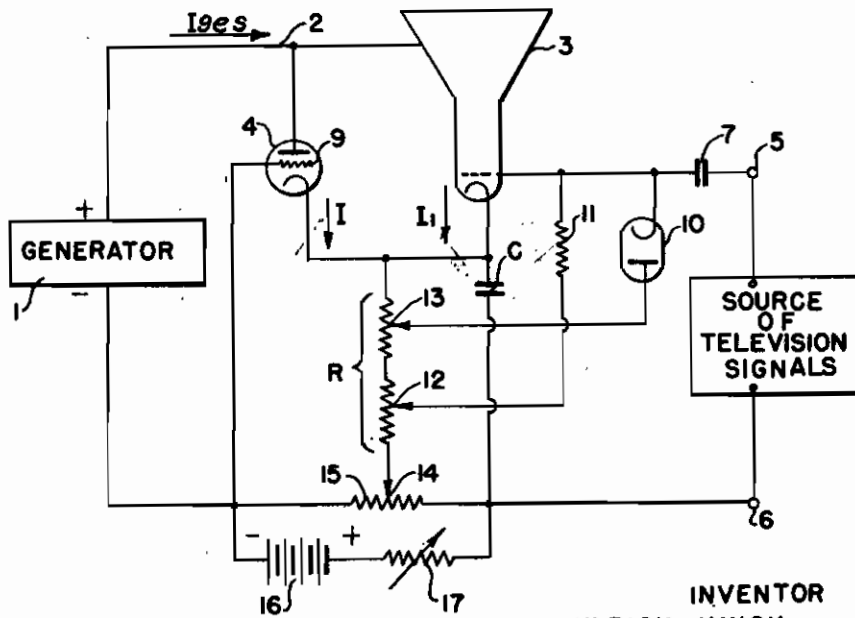 Iges
2
3
4
9
7
5
+
I
I₁
11
10
GENERATOR
C
-
1
13
SOURCE
OF
TELEVISION
SIGNALS
R
12
15
14
6
-
+
16
17
INVENTOR